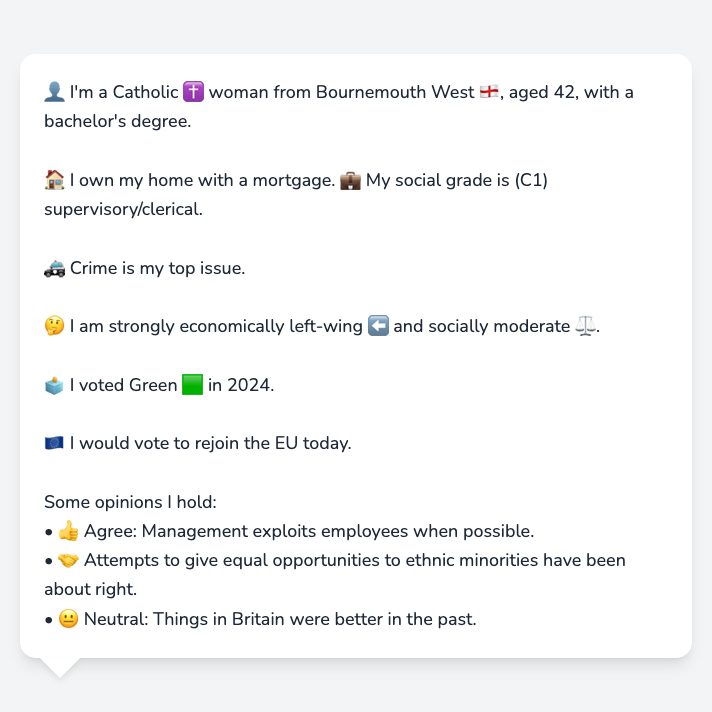 👤 I'm a Catholic ✝️ woman from Bournemouth West 🏴󠁧󠁢󠁥󠁮󠁧󠁿, aged 42, with a
bachelor's degree.
🏠 I own my home with a mortgage. 💼 My social grade is (C1)
supervisory/clerical.
🚓 Crime is my top issue.
🤔 I am strongly economically left-wing ⬅️ and socially moderate ⚖️.
🗳️ I voted Green 🟩 in 2024.
🇪🇺 I would vote to rejoin the EU today.
Some opinions I hold:
• 👍 Agree: Management exploits employees when possible.
• 🤝 Attempts to give equal opportunities to ethnic minorities have been
about right.
• 😐 Neutral: Things in Britain were better in the past.